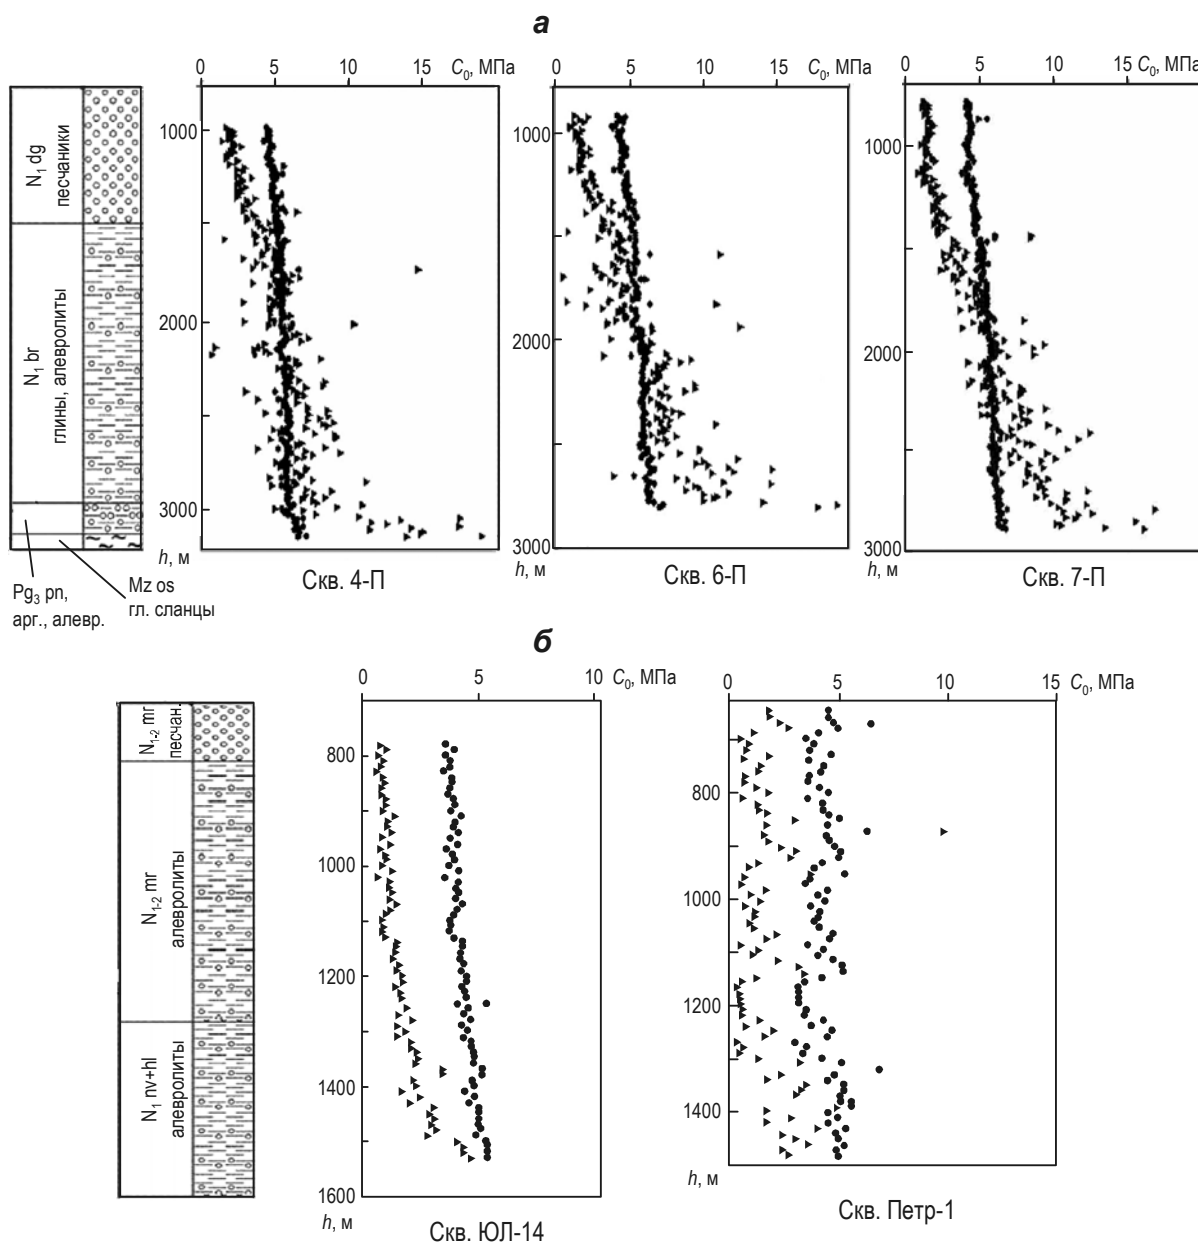 а
0 5 10 15 C₀, МПа
0 5 10 15 C₀, МПа
0 5 10 15 C₀, МПа
N₁ dg
песчаники
N₁ br
глины, алевролиты
1000
2000
3000
h, м
1000
2000
3000
h, м
1000
2000
3000
h, м
Скв. 4-П
Скв. 6-П
Скв. 7-П
Pg₃ pn,
арг., алевр.
Mz os
гл. сланцы
б
0 5 10 C₀, МПа
0 5 10 15 C₀, МПа
N₁₋₂ mr
песчан.
N₁₋₂ mr
алевролиты
N₁ nv+hl
алевролиты
800
1000
1200
1400
1600
h, м
800
1000
1200
1400
h, м
Скв. ЮЛ-14
Скв. Петр-1